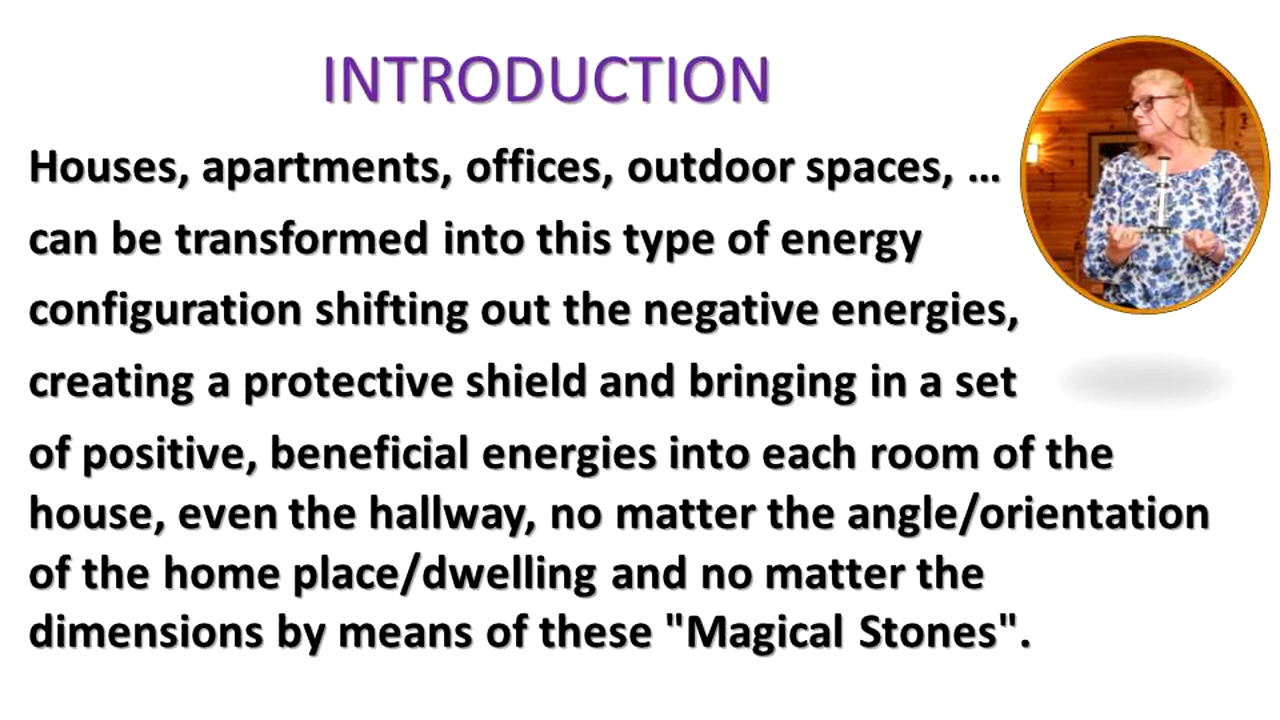 INTRODUCTION
Houses, apartments, offices, outdoor spaces, …
can be transformed into this type of energy
configuration shifting out the negative energies,
creating a protective shield and bringing in a set
of positive, beneficial energies into each room of the
house, even the hallway, no matter the angle/orientation
of the home place/dwelling and no matter the
dimensions by means of these "Magical Stones".